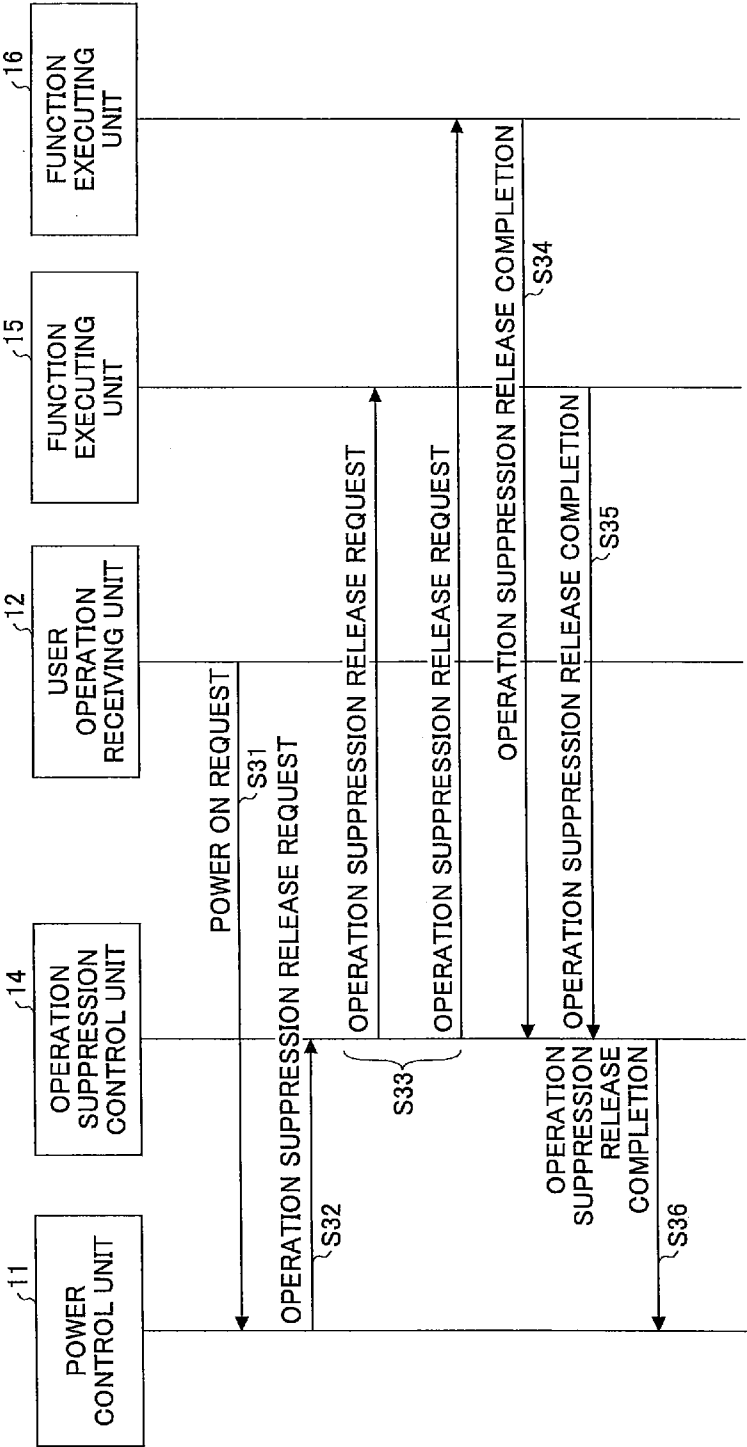 11
POWER
CONTROL UNIT
14
OPERATION
SUPPRESSION
CONTROL UNIT
12
USER
OPERATION
RECEIVING UNIT
15
FUNCTION
EXECUTING
UNIT
16
FUNCTION
EXECUTING
UNIT
POWER ON REQUEST
S31
OPERATION SUPPRESSION RELEASE REQUEST
S32
OPERATION SUPPRESSION RELEASE REQUEST
S33
OPERATION SUPPRESSION RELEASE REQUEST
OPERATION SUPPRESSION RELEASE COMPLETION
S34
OPERATION SUPPRESSION RELEASE COMPLETION
S35
OPERATION
SUPPRESSION
RELEASE
COMPLETION
S36